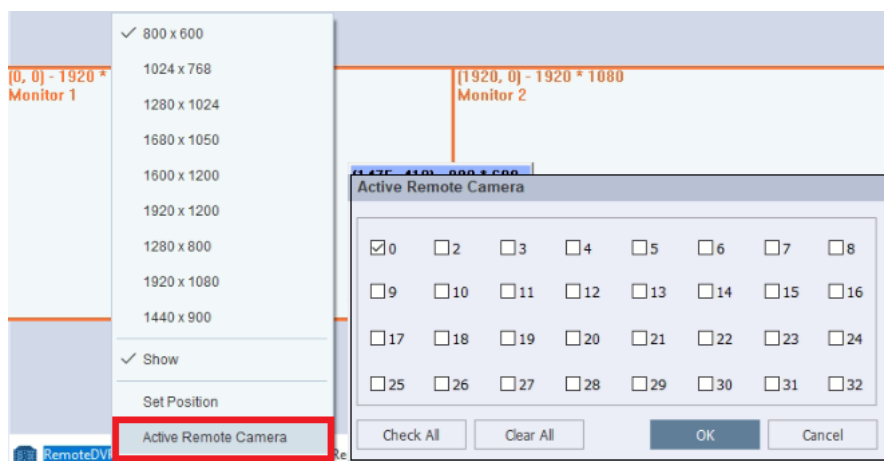 800 x 600
1024 x 768
1280 x 1024
1680 x 1050
1600 x 1200
1920 x 1200
1280 x 800
1920 x 1080
1440 x 900
Show
Set Position
Active Remote Camera
(0, 0) - 1920 *
Monitor 1
(1920, 0) - 1920 * 1080
Monitor 2
Active Remote Camera
0 2 3 4 5 6 7 8
9 10 11 12 13 14 15 16
17 18 19 20 21 22 23 24
25 26 27 28 29 30 31 32
Check All Clear All OK Cancel
RemoteDVR
Re